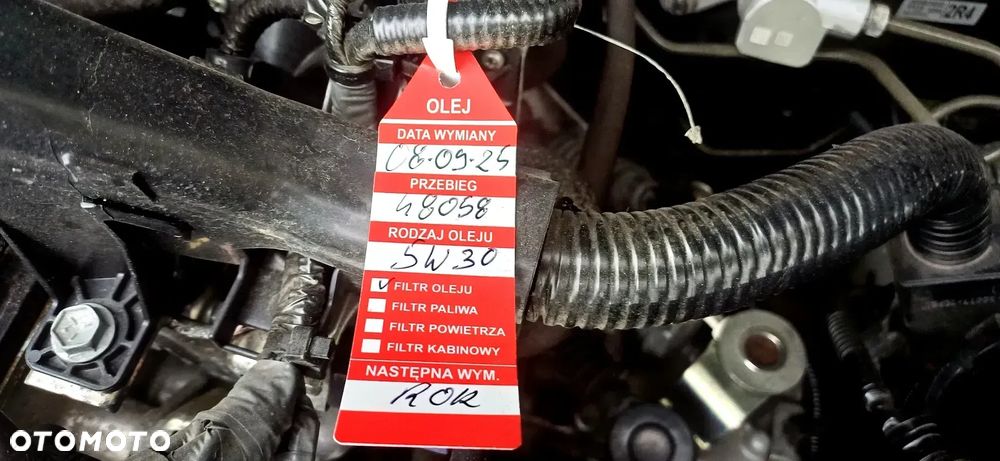 2R4
OLEJ
DATA WYMIANY
08-09-25
PRZEBIEG
48058
RODZAJ OLEJU
5W30
FILTR OLEJU
FILTR PALIWA
FILTR POWIETRZA
FILTR KABINOWY
NASTĘPNA WYM.
ROK
OTOMOTO